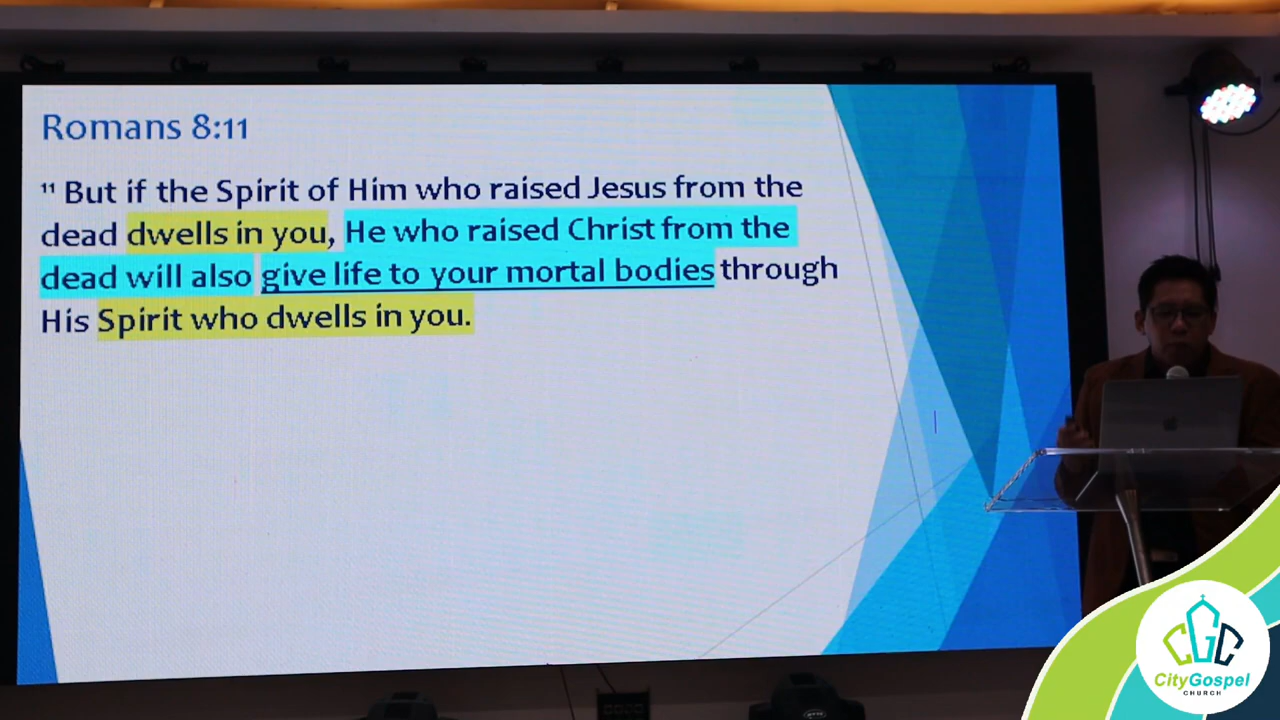 Romans 8:11
11 But if the Spirit of Him who raised Jesus from the
dead dwells in you, He who raised Christ from the
dead will also give life to your mortal bodies through
His Spirit who dwells in you.
CGC
CityGospel
CHURCH